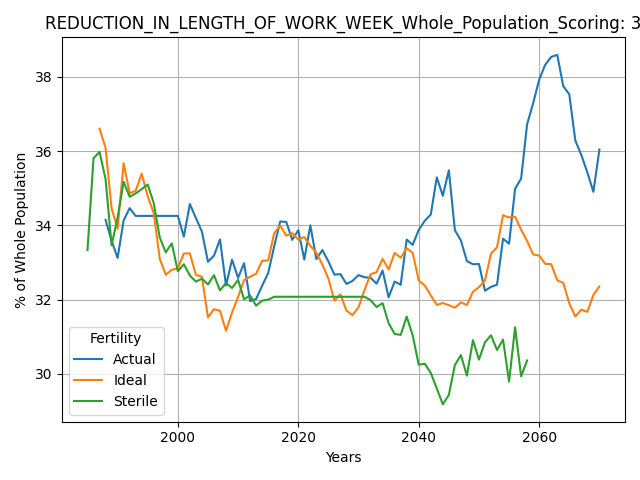 REDUCTION_IN_LENGTH_OF_WORK_WEEK_Whole_Population_Scoring: 3
% of Whole Population
38
36
34
32
30
Fertility
Actual
Ideal
Sterile
2000 2020 2040 2060
Years